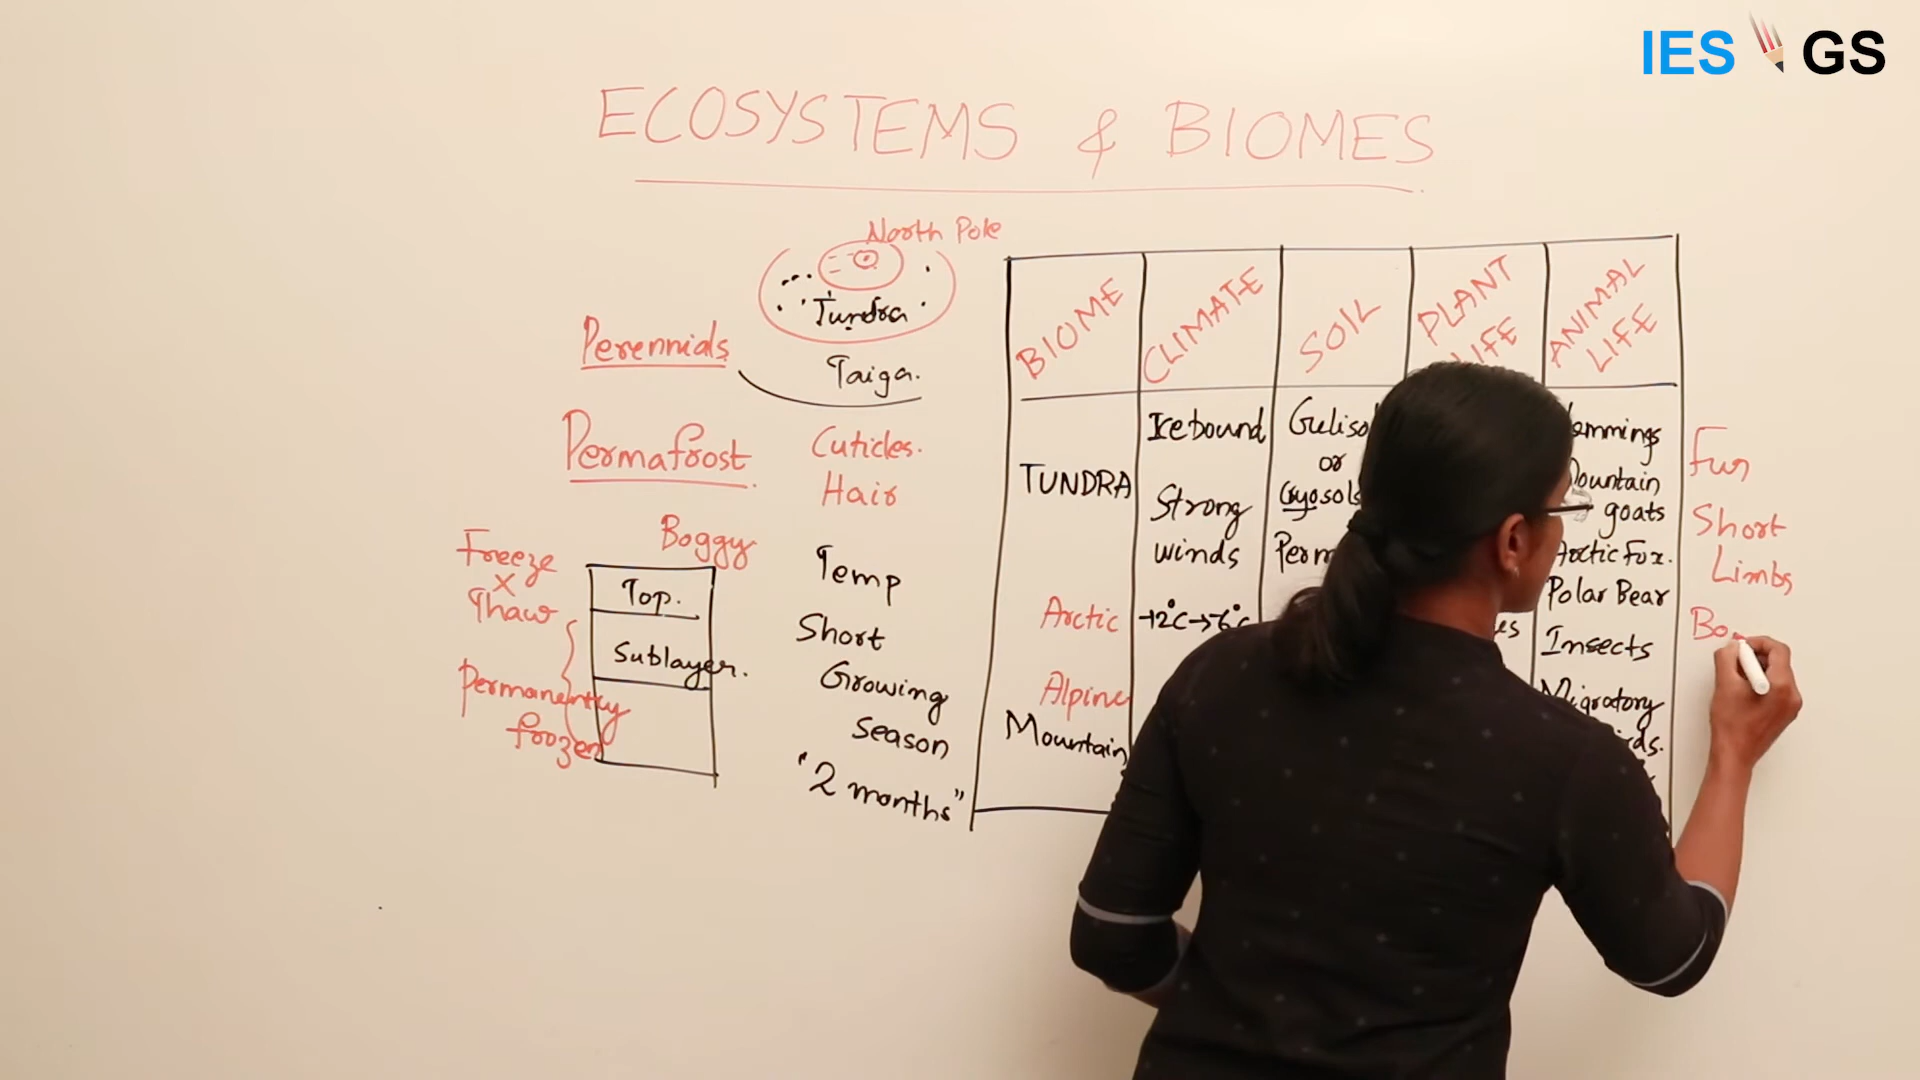 IES GS
ECOSYSTEMS & BIOMES
North Pole
Tundra
Taiga.
Perennials
Permafrost
Cuticles.
Hair
Boggy
Freeze
X
Thaw
Permanently
frozen
Top.
Sublayer.
Temp
Short
Growing
Season
"2 months"
BIOME
CLIMATE
SOIL
PLANT
LIFE
ANIMAL
LIFE
TUNDRA
Arctic
Alpine
Mountain
Icebound
Strong
winds
or
Cryosols
Mountain
goats
Arctic Fox.
Polar Bear
Insects
Migratory
Fur
Short
Limbs
Bo